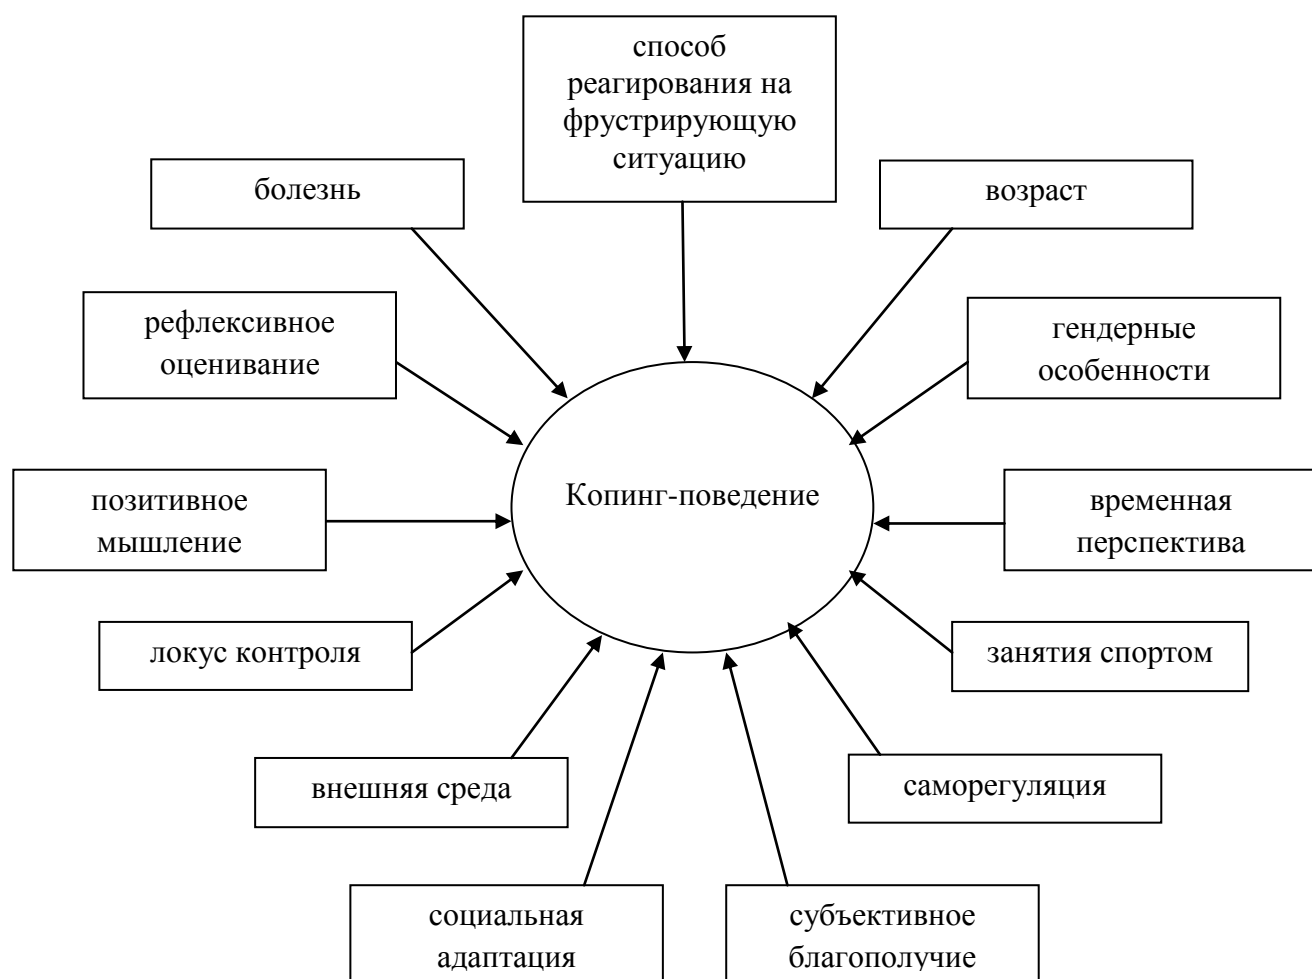 способ
реагирования на
фрустрирующую
ситуацию
болезнь
возраст
рефлексивное
оценивание
гендерные
особенности
Копинг-поведение
позитивное
мышление
временная
перспектива
локус контроля
занятия спортом
внешняя среда
саморегуляция
социальная
адаптация
субъективное
благополучие